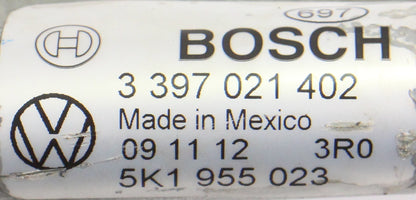 697
BOSCH
3 397 021 402
Made in Mexico
09 11 12 3R0
5K1 955 023